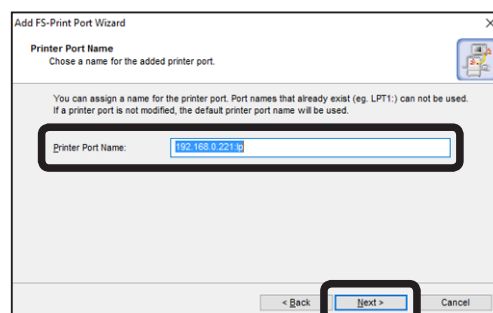 Add FS-Print Port Wizard
Printer Port Name
Chose a name for the added printer port.
You can assign a name for the printer port. Port names that already exist (eg. LPT1:) can not be used.
If a printer port is not modified, the default printer port name will be used.
Printer Port Name: 192.168.0.221:lp
< Back Next > Cancel